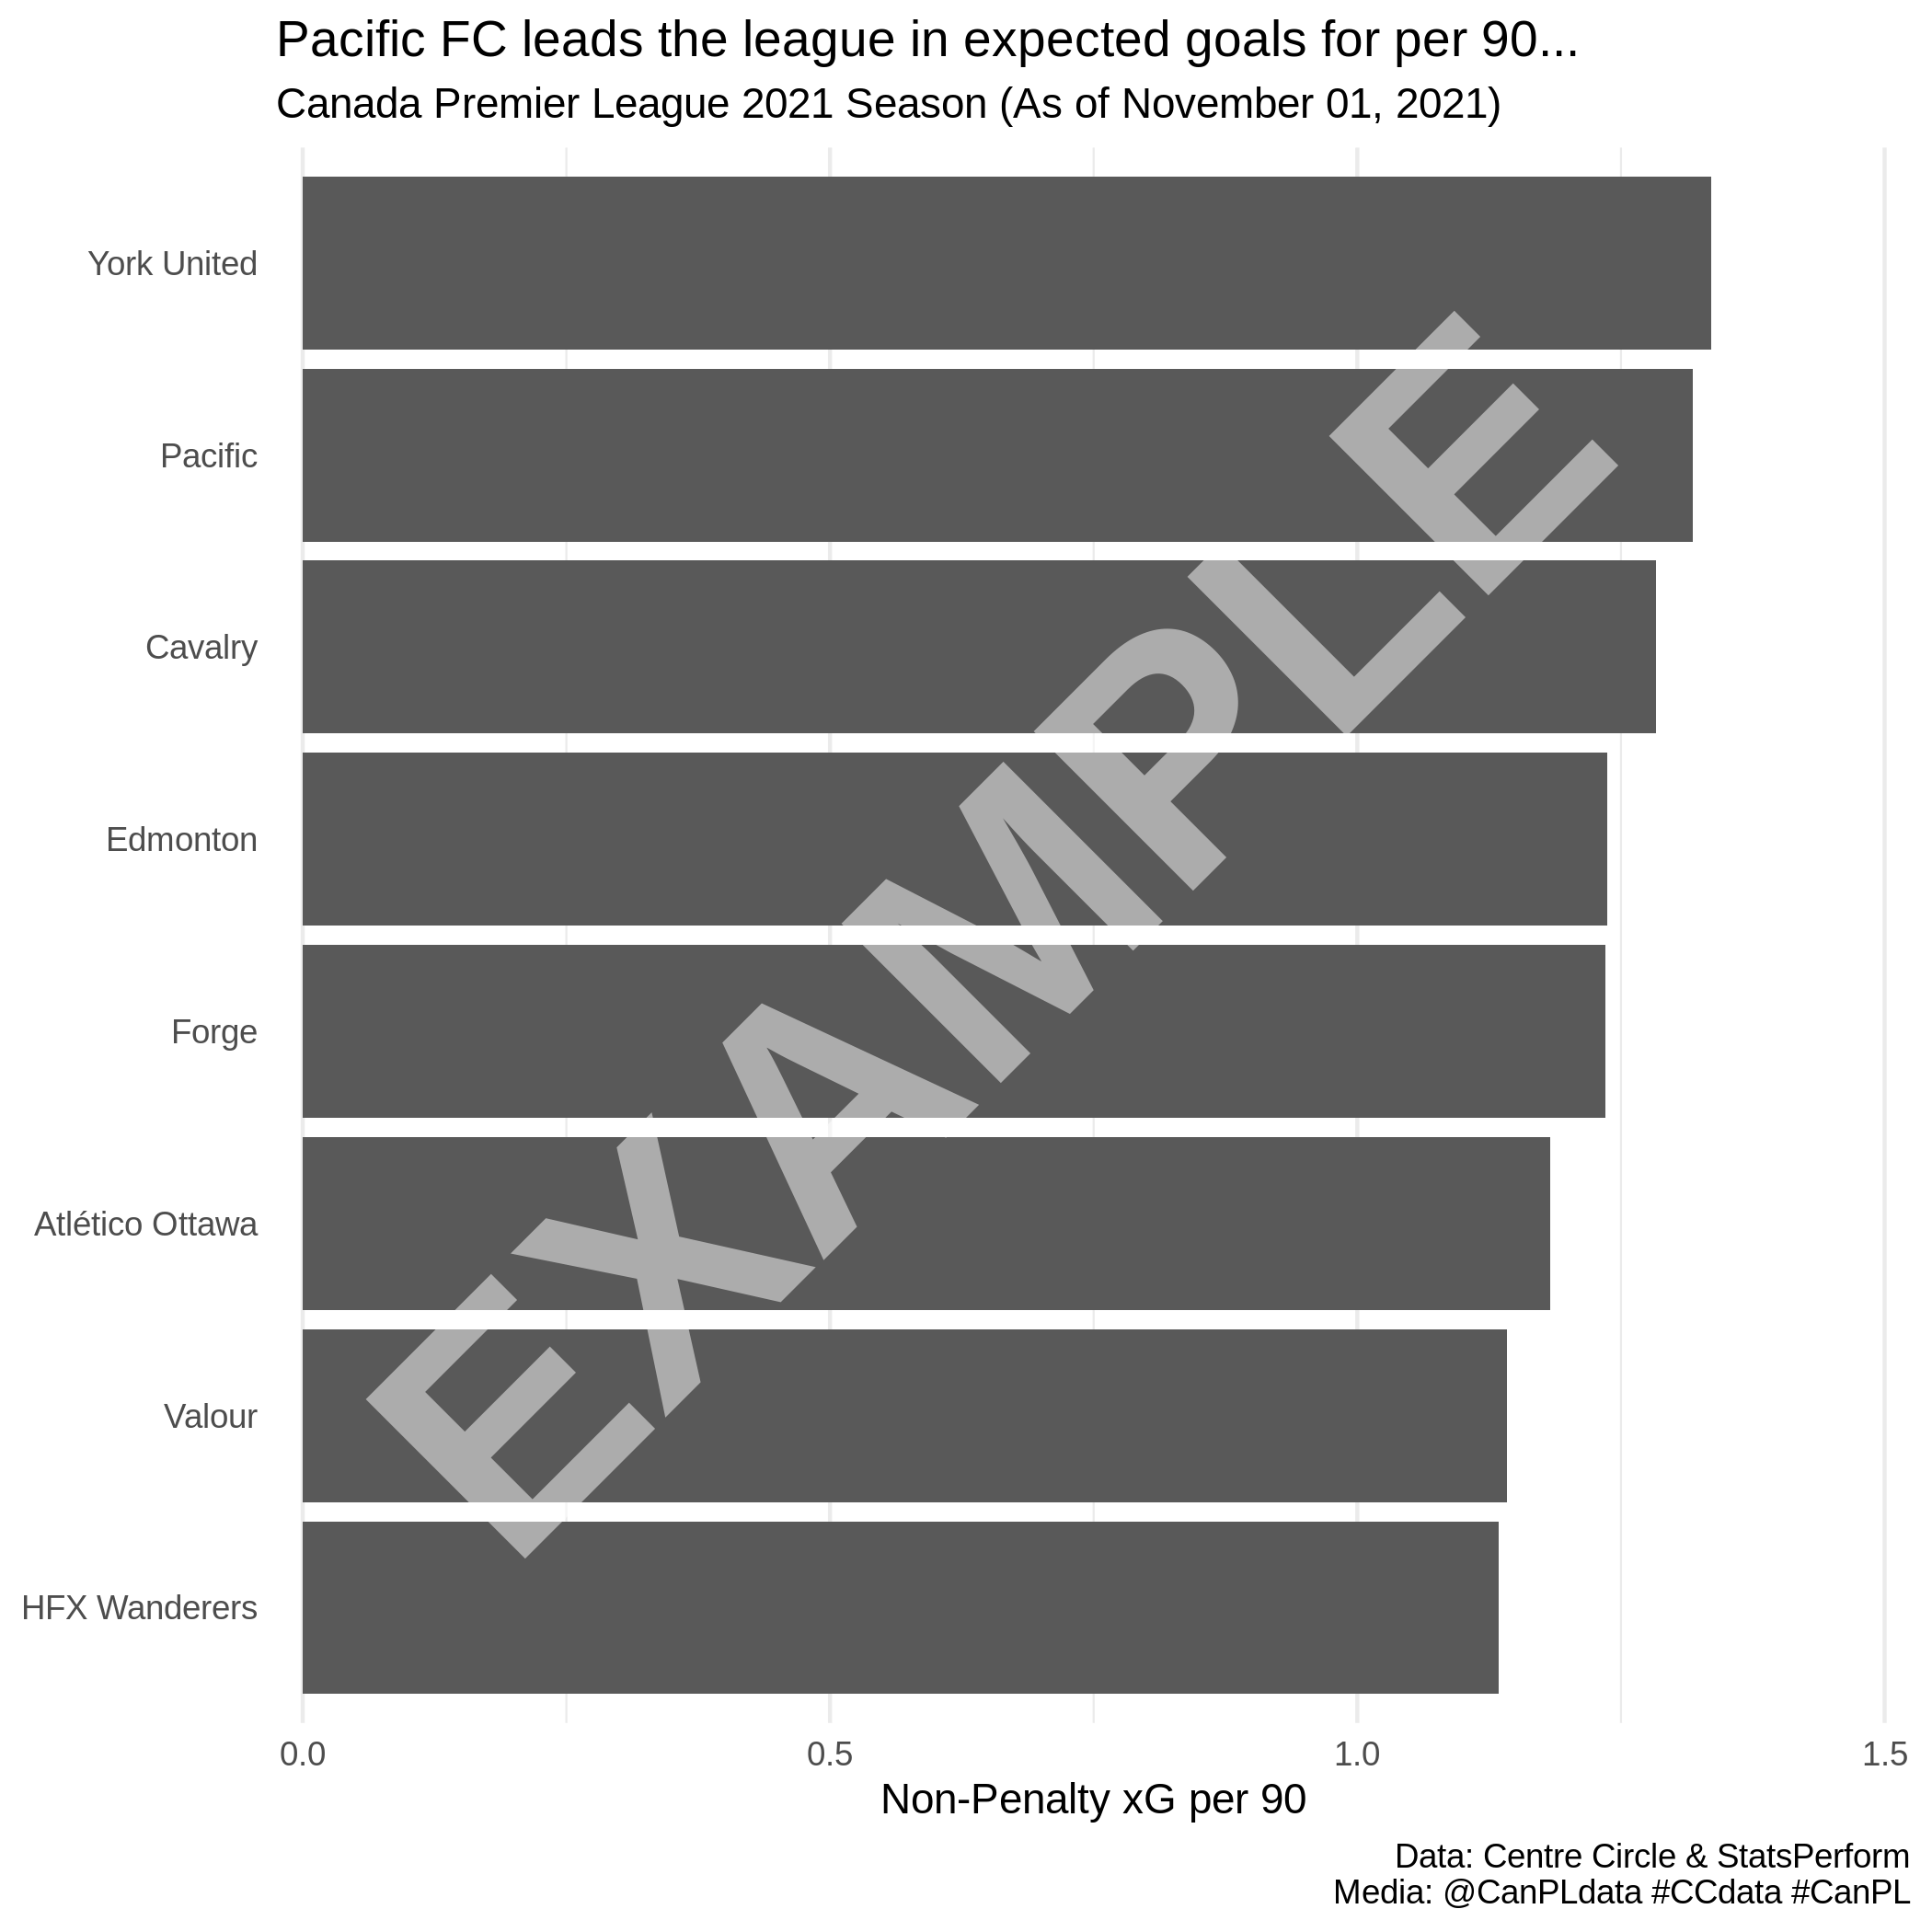 Pacific FC leads the league in expected goals for per 90...
Canada Premier League 2021 Season (As of November 01, 2021)
York United
Pacific
Cavalry
Edmonton
Forge
Atlético Ottawa
Valour
HFX Wanderers
EXAMPLE
0.0 0.5 1.0 1.5
Non-Penalty xG per 90
Data: Centre Circle & StatsPerform
Media: @CanPLdata #CCdata #CanPL